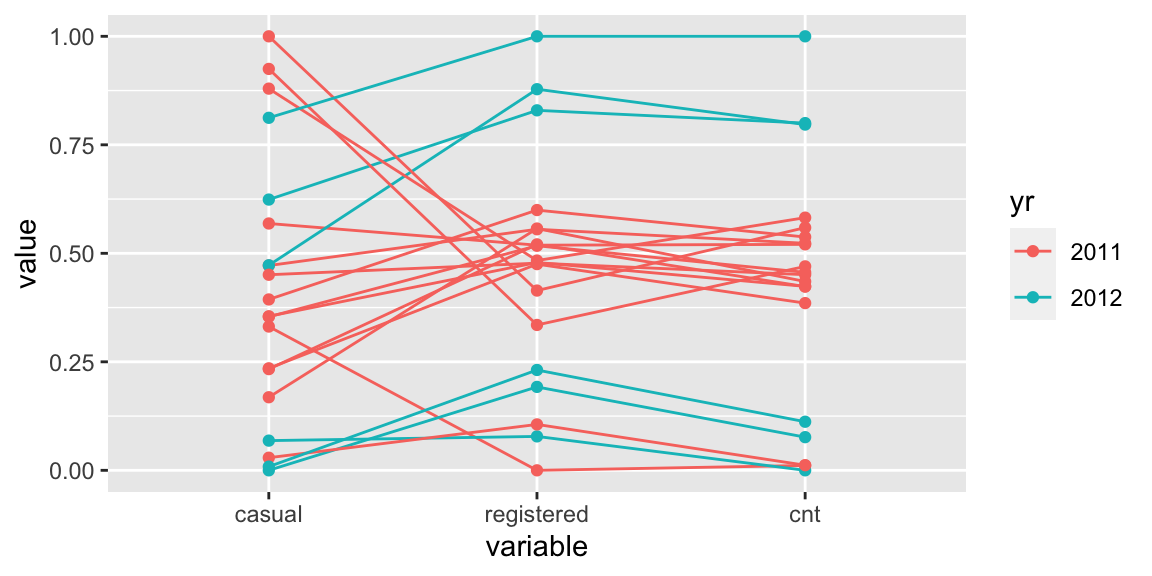 1.00
0.75
0.50
0.25
0.00
value
casual registered cnt
variable
yr
2011
2012